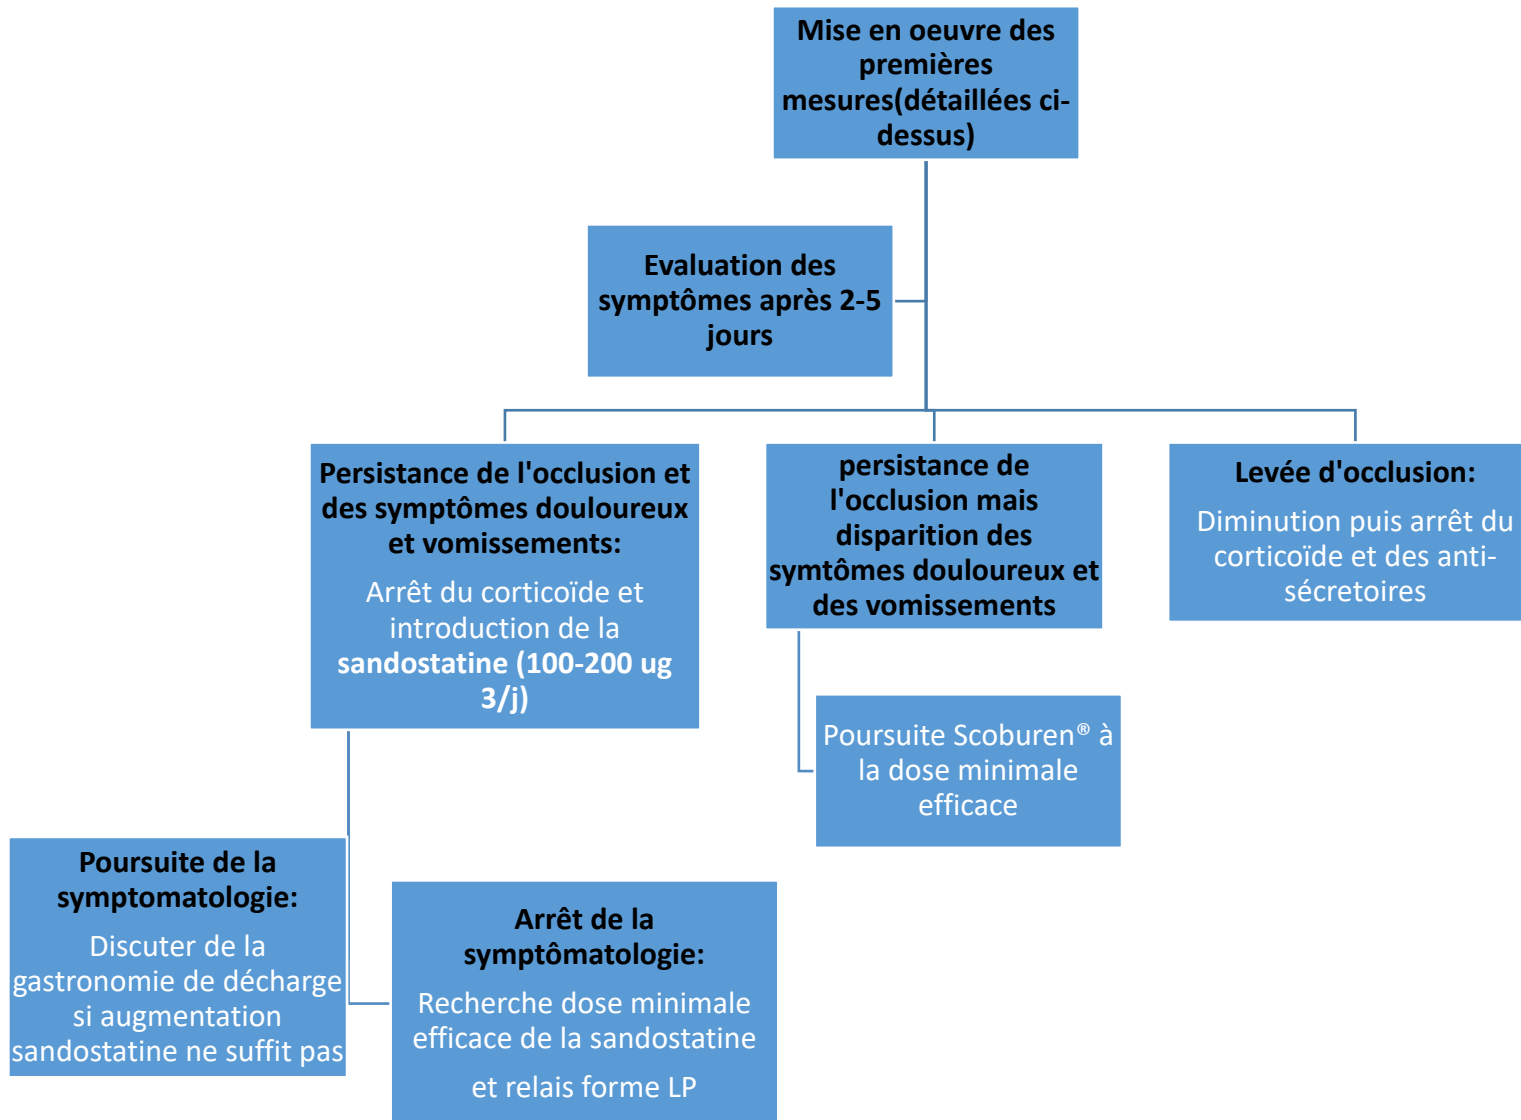 Mise en oeuvre des
premières
mesures(détaillées ci-
dessus)
Evaluation des
symptômes après 2-5
jours
Persistance de l'occlusion et
des symptômes douloureux
et vomissements:
Arrêt du corticoïde et
introduction de la
sandostatine (100-200 ug
3/j)
persistance de
l'occlusion mais
disparition des
symtômes douloureux et
des vomissements
Levée d'occlusion:
Diminution puis arrêt du
corticoïde et des anti-
sécretoires
Poursuite Scoburen® à
la dose minimale
efficace
Poursuite de la
symptomatologie:
Discuter de la
gastronomie de décharge
si augmentation
sandostatine ne suffit pas
Arrêt de la
symptômatologie:
Recherche dose minimale
efficace de la sandostatine
et relais forme LP